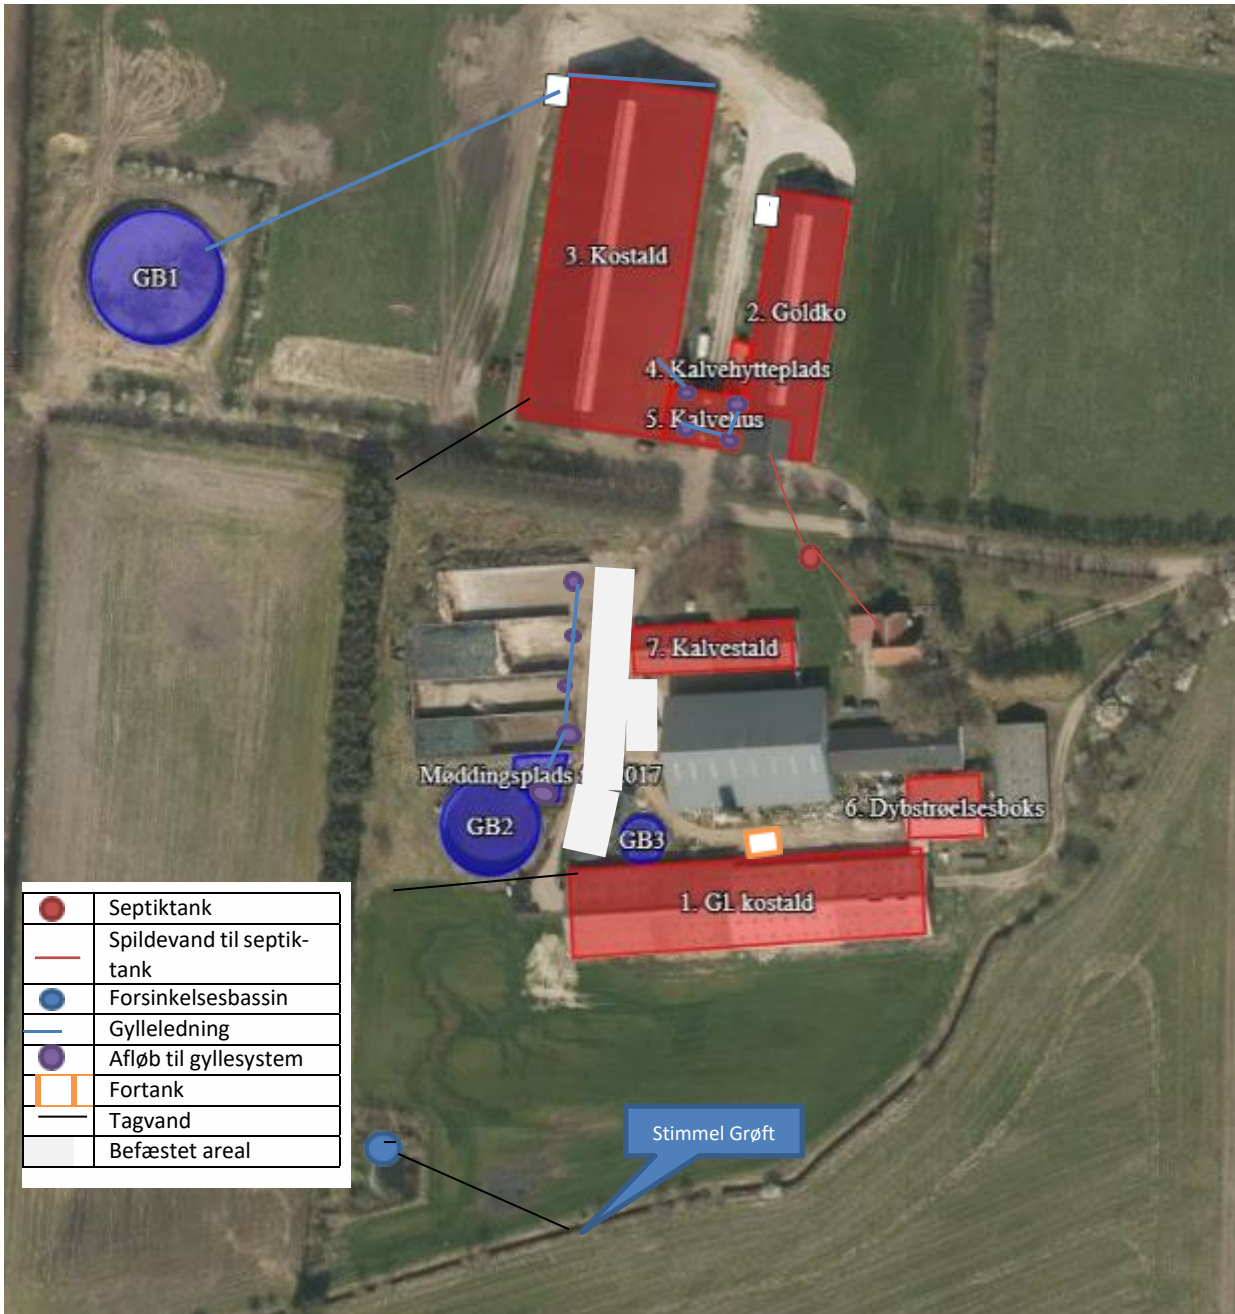 GB1
3. Kostald
2. Goldko
4. Kalvehytteplads
5. Kalvehus
7. Kalvestald
Møddingsplads 2017
6. Dybstrøelsesboks
GB2
GB3
1. Gl. kostald
Septiktank
Spildevand til septik-
tank
Forsinkelsesbassin
Gylleledning
Afløb til gyllesystem
Fortank
Tagvand
Befæstet areal
Stimmel Grøft